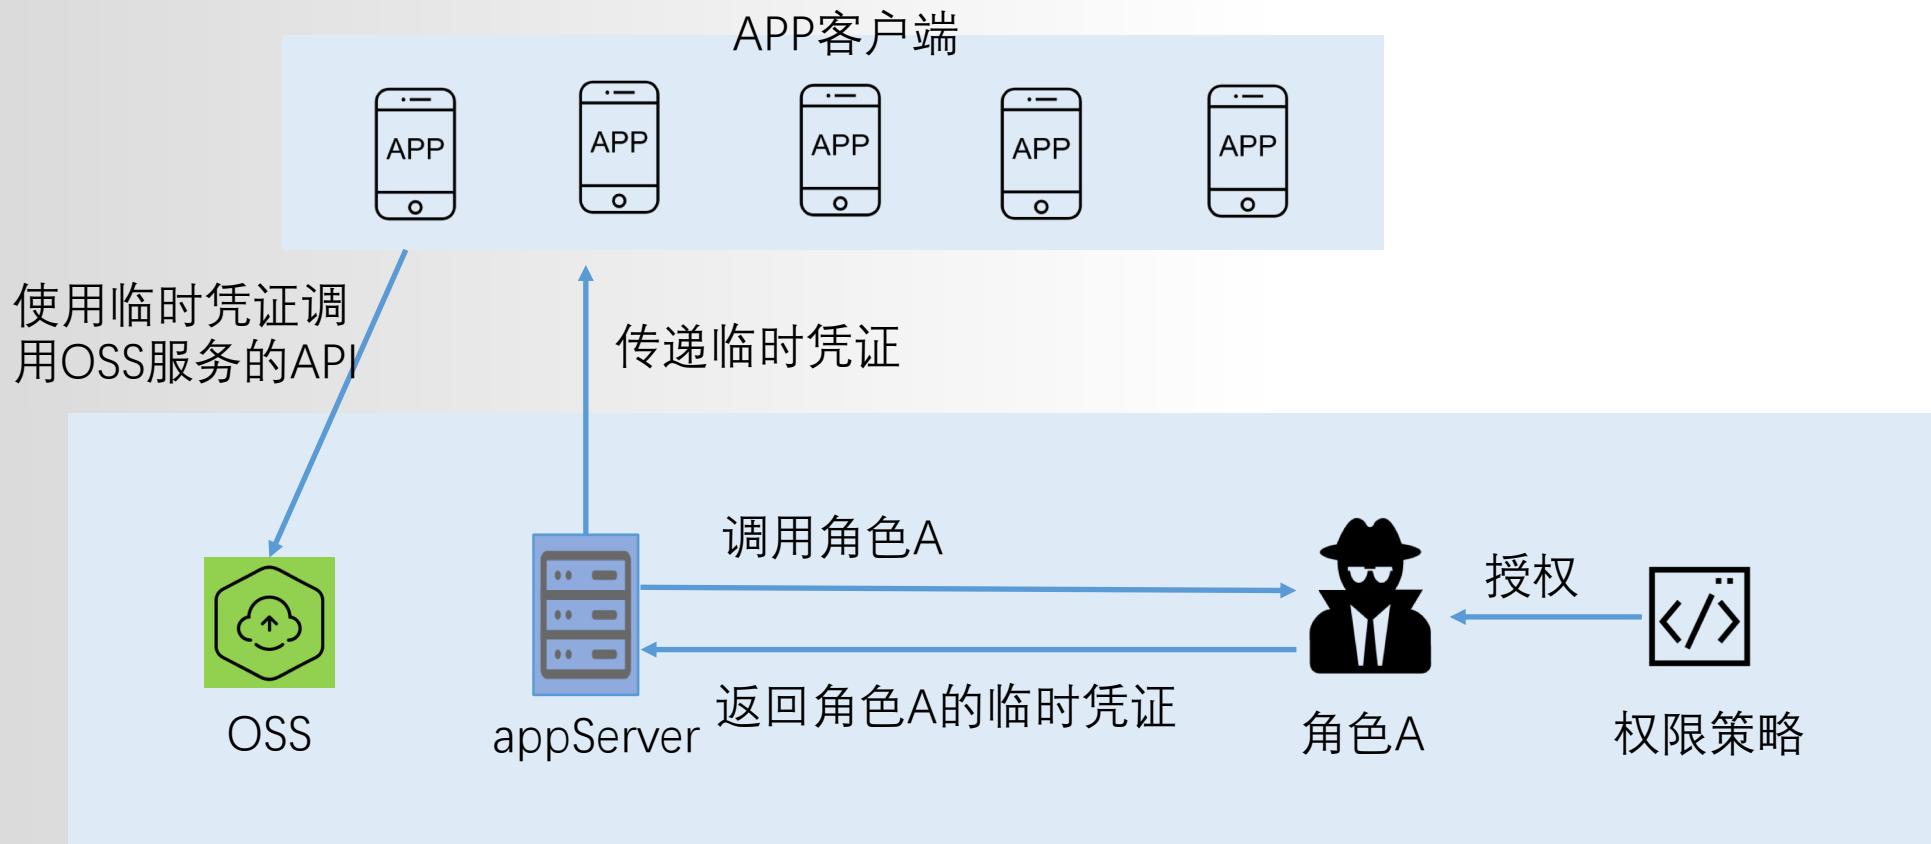 APP客户端
APP
APP
APP
APP
APP
使用临时凭证调
用OSS服务的API
传递临时凭证
调用角色A
授权
返回角色A的临时凭证
OSS
appServer
角色A
权限策略